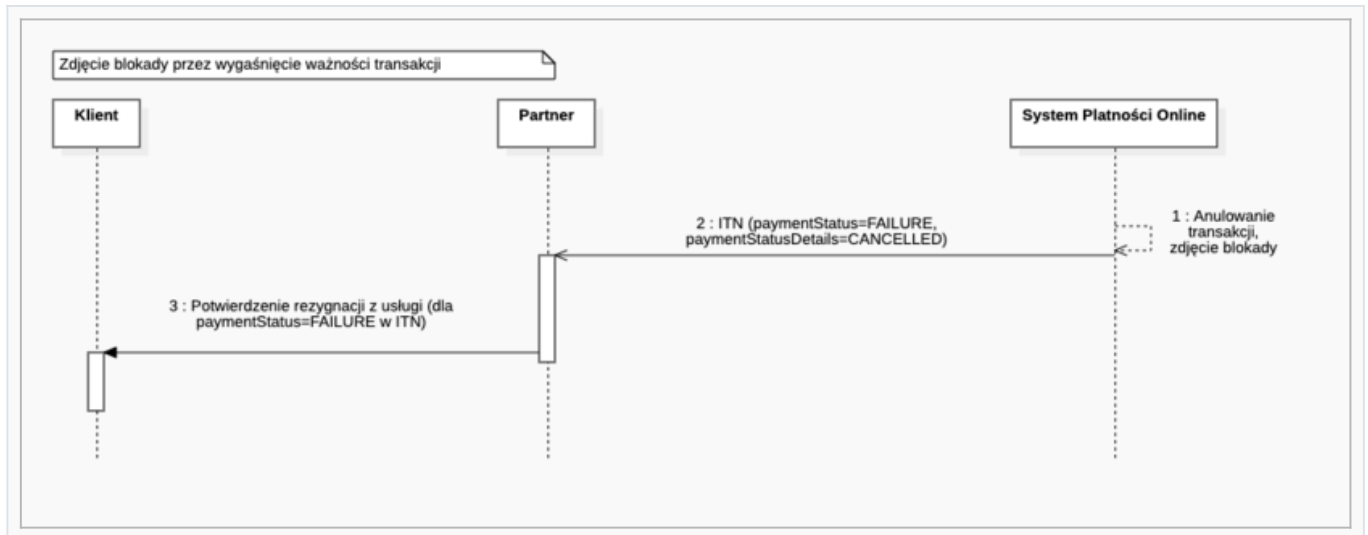 Zdjęcie blokady przez wygaśnięcie ważności transakcji
Klient
Partner
System Płatności Online
1 : Anulowanie
transakcji,
zdjęcie blokady
2 : ITN (paymentStatus=FAILURE,
paymentStatusDetails=CANCELLED)
3 : Potwierdzenie rezygnacji z usługi (dla
paymentStatus=FAILURE w ITN)